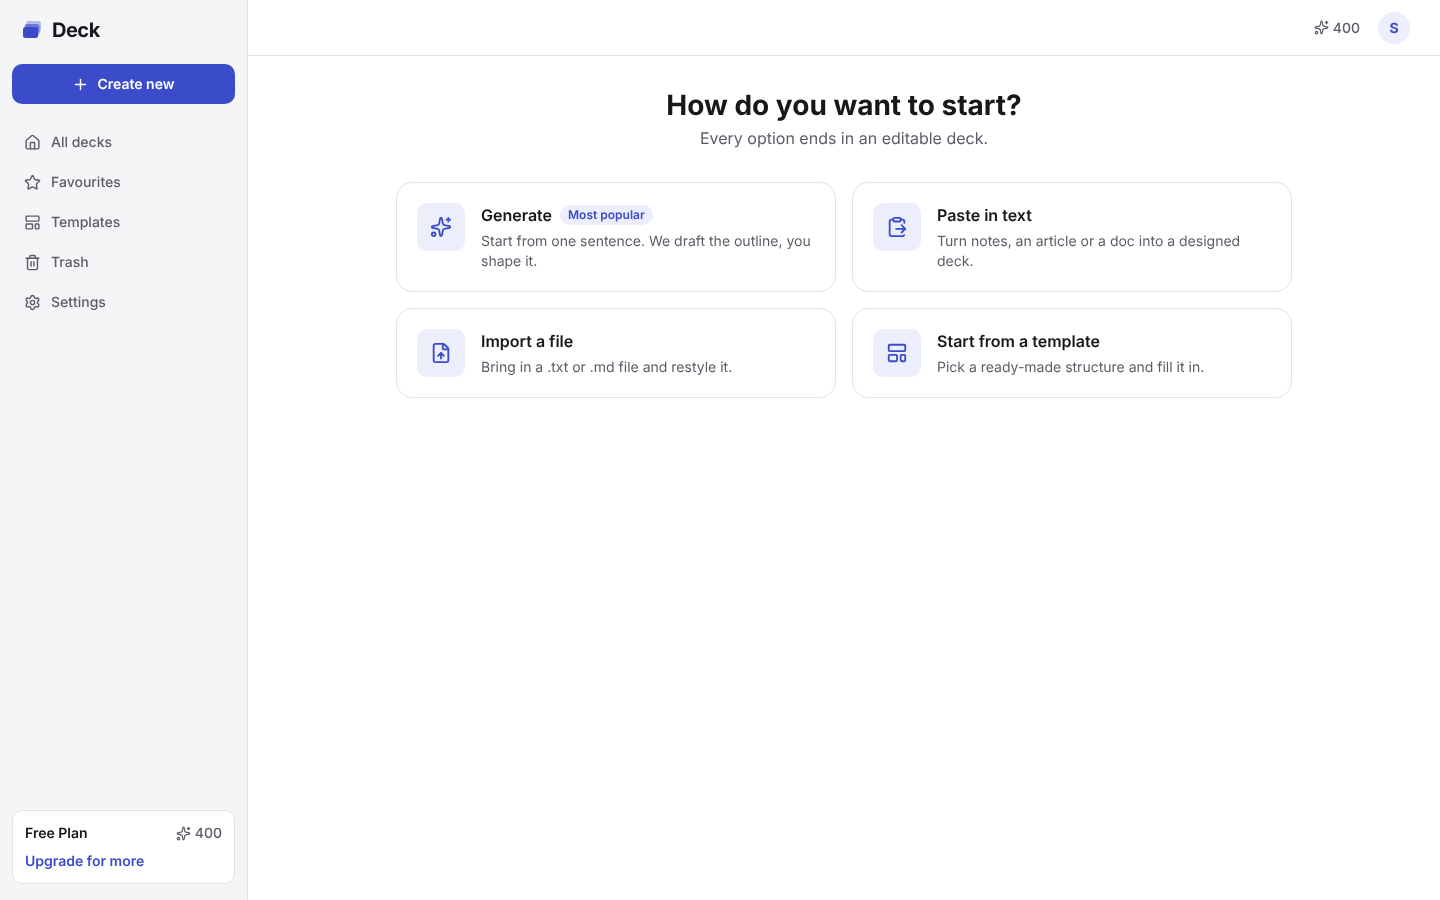 Deck
Create new
All decks
Favourites
Templates
Trash
Settings
Free Plan
400
Upgrade for more
400
S
How do you want to start?
Every option ends in an editable deck.
Generate Most popular
Start from one sentence. We draft the outline, you
shape it.
Paste in text
Turn notes, an article or a doc into a designed
deck.
Import a file
Bring in a .txt or .md file and restyle it.
Start from a template
Pick a ready-made structure and fill it in.